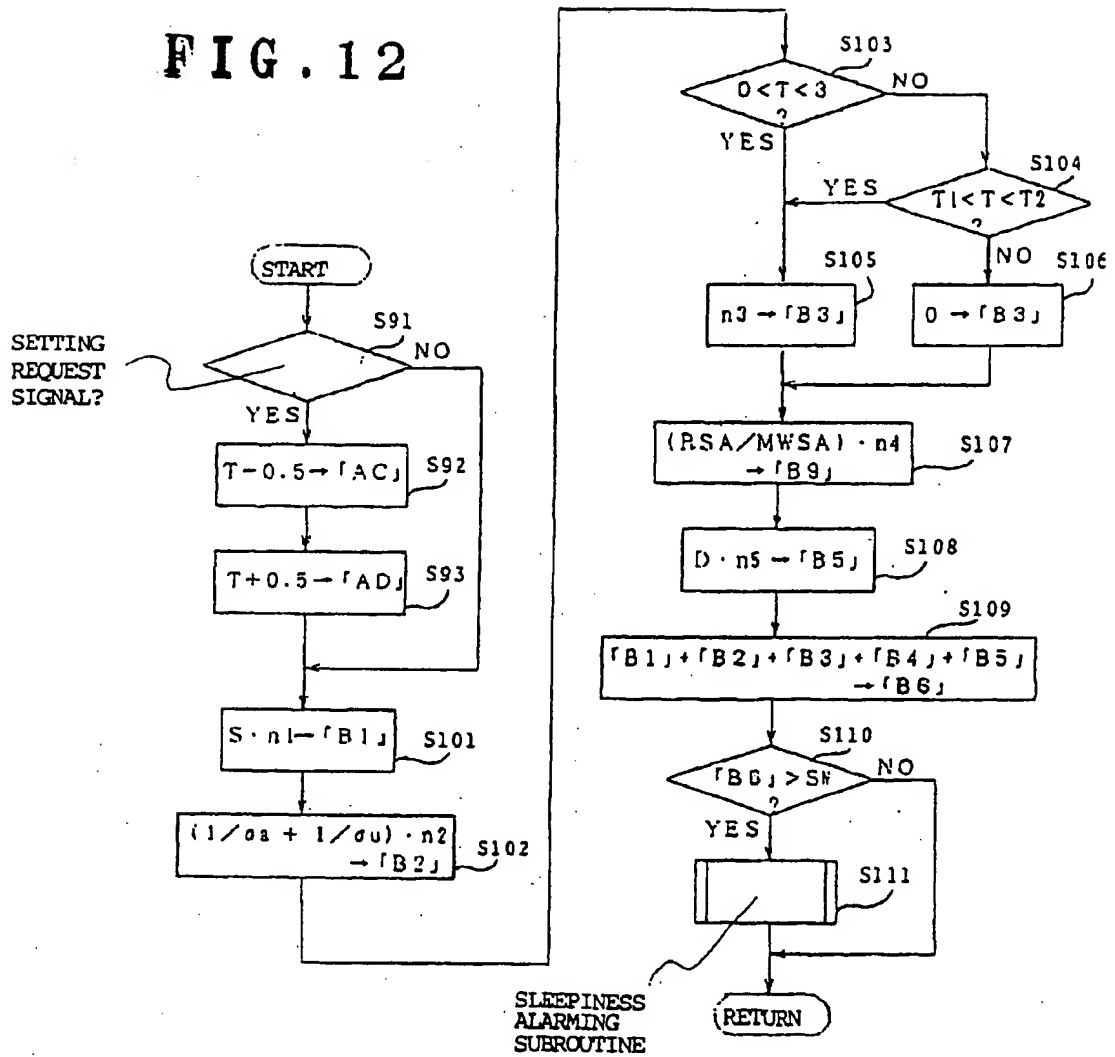 FIG.12
START
SETTING
REQUEST
SIGNAL?
S91
NO
YES
T-0.5→「AC」
S92
T+0.5→「AD」
S93
S·n1→「B1」
S101
(1/σa + 1/σu)·n2
→「B2」
S102
S103
0<T<3
?
NO
YES
S104
YES
T1<T<T2
?
NO
S105
S106
n3→「B3」
0→「B3」
(RSA/MWSA)·n4
→「B9」
S107
D·n5→「B5」
S108
S109
「B1」+「B2」+「B3」+「B4」+「B5」
→「B6」
S110
「B6」>SW
?
NO
YES
S111
SLEEPINESS
ALARMING
SUBROUTINE
RETURN